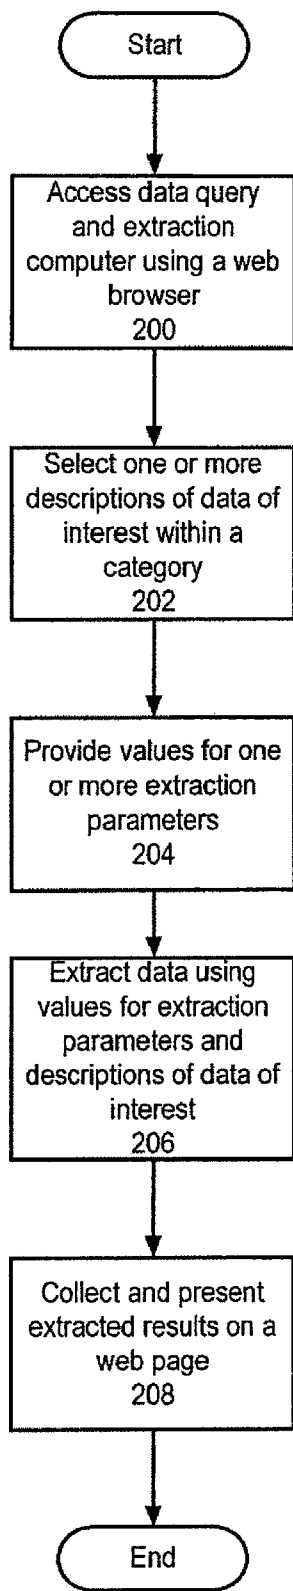 Start
Access data query
and extraction
computer using a web
browser
200
Select one or more
descriptions of data of
interest within a
category
202
Provide values for one
or more extraction
parameters
204
Extract data using
values for extraction
parameters and
descriptions of data of
interest
206
Collect and present
extracted results on a
web page
208
End